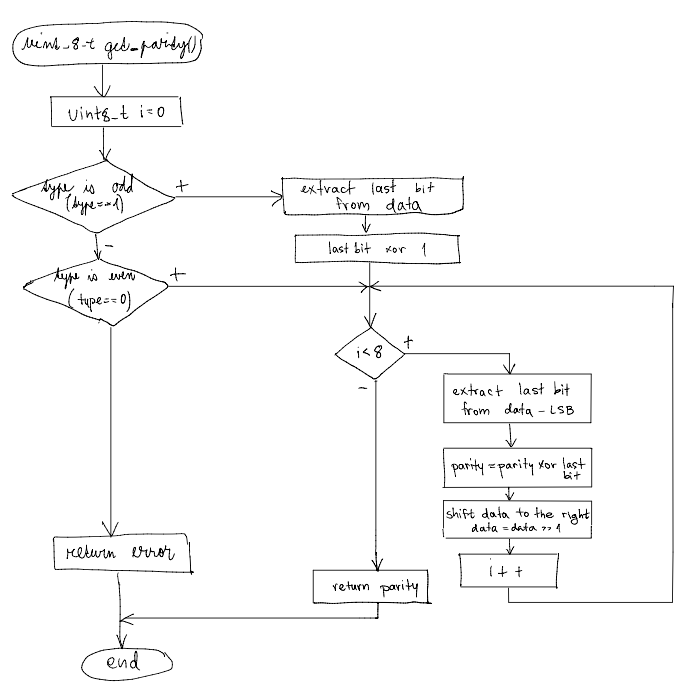 uint_8_t get_parity()
uint8_t i=0
type is odd
(type==1)
+
extract last bit
from data
-
last bit xor 1
type is even
(type==0)
+
i<8
+
-
extract last bit
from data - LSB
parity = parity xor last
bit
shift data to the right
data = data >> 1
i++
return error
return parity
end